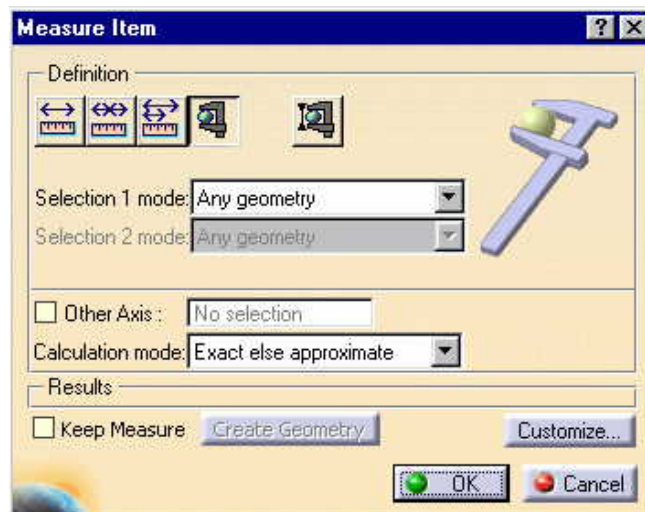 Measure Item
Definition
Selection 1 mode: Any geometry
Selection 2 mode: Any geometry
Other Axis : No selection
Calculation mode: Exact else approximate
Results
Keep Measure Create Geometry Customize...
OK Cancel